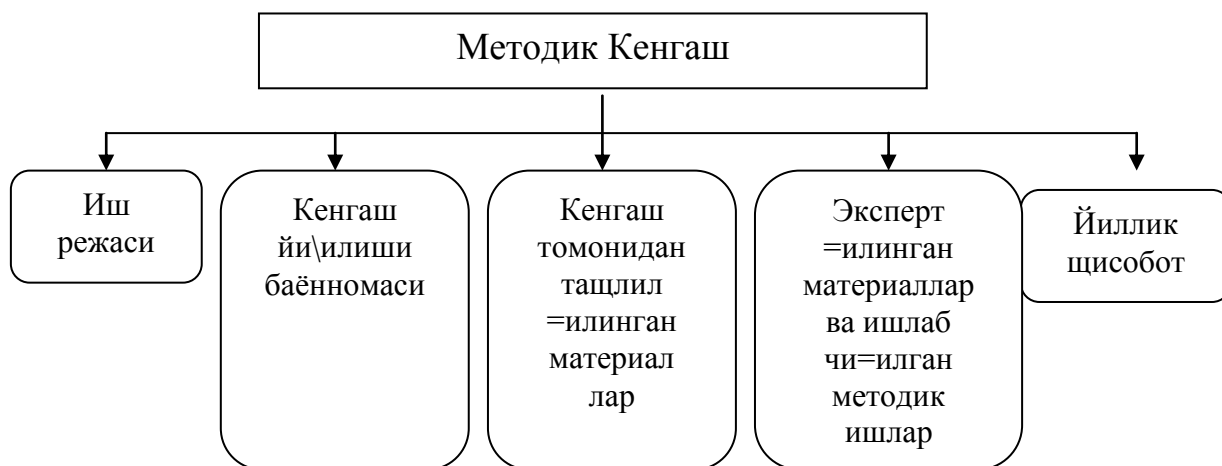 Методик Кенгаш
Иш
режаси
Кенгаш
йи\илиши
баённомаси
Кенгаш
томонидан
тащлил
=илинган
материал
лар
Эксперт
=илинган
материаллар
ва ишлаб
чи=илган
методик
ишлар
Йиллик
щисобот